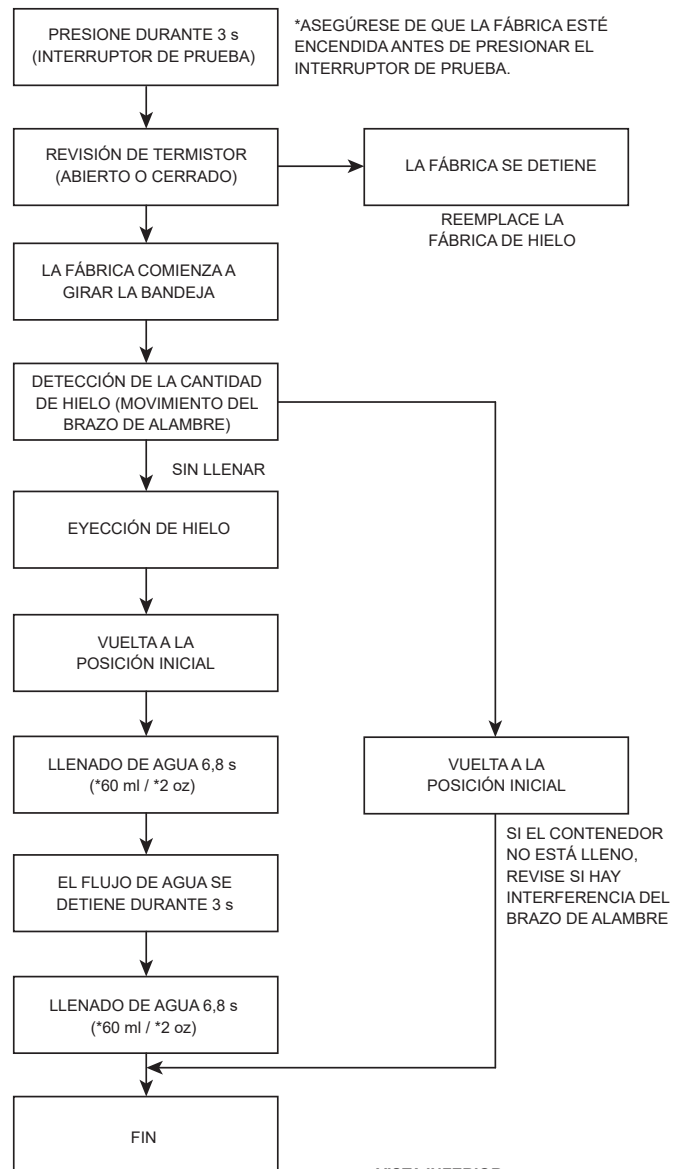 PRESIONE DURANTE 3 s
(INTERRUPTOR DE PRUEBA)
*ASEGÚRESE DE QUE LA FÁBRICA ESTÉ
ENCENDIDA ANTES DE PRESIONAR EL
INTERRUPTOR DE PRUEBA.
REVISIÓN DE TERMISTOR
(ABIERTO O CERRADO)
LA FÁBRICA SE DETIENE
REEMPLACE LA
FÁBRICA DE HIELO
LA FÁBRICA COMIENZA A
GIRAR LA BANDEJA
DETECCIÓN DE LA CANTIDAD
DE HIELO (MOVIMIENTO DEL
BRAZO DE ALAMBRE)
SIN LLENAR
EYECCIÓN DE HIELO
VUELTA A LA
POSICIÓN INICIAL
LLENADO DE AGUA 6,8 s
(*60 ml / *2 oz)
VUELTA A LA
POSICIÓN INICIAL
SI EL CONTENEDOR
NO ESTÁ LLENO,
REVISE SI HAY
INTERFERENCIA DEL
BRAZO DE ALAMBRE
EL FLUJO DE AGUA SE
DETIENE DURANTE 3 s
LLENADO DE AGUA 6,8 s
(*60 ml / *2 oz)
FIN